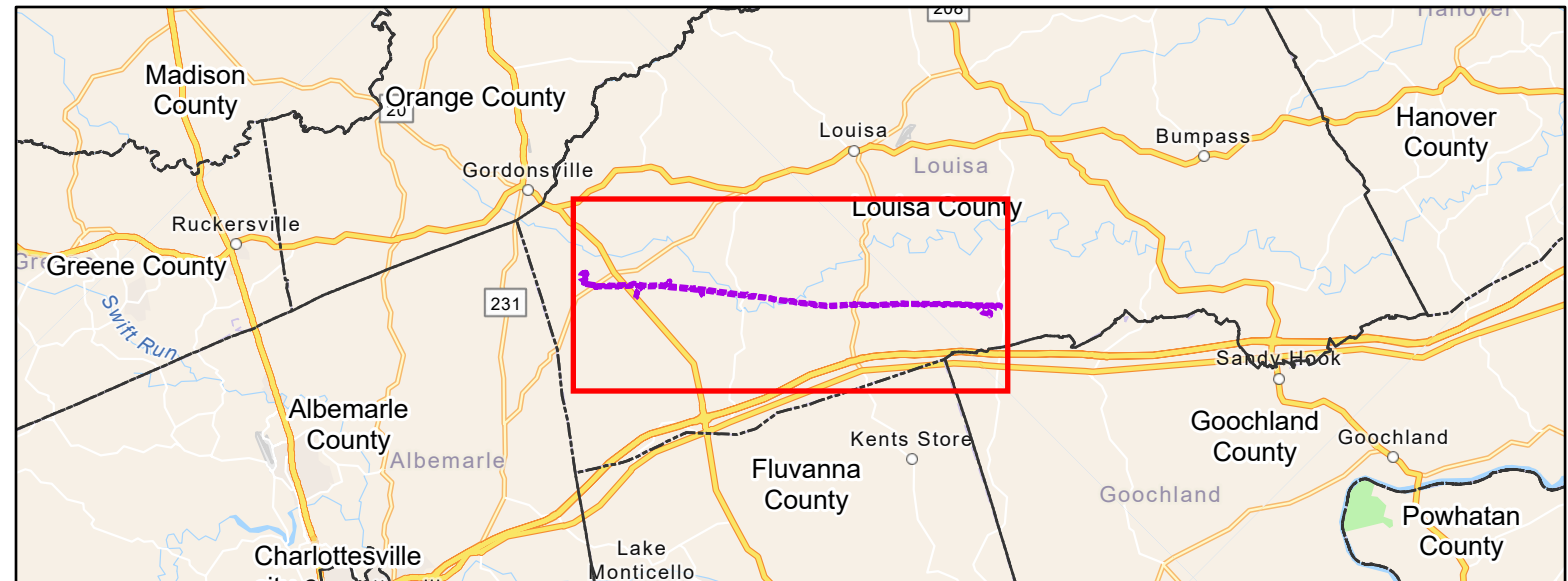 208
Hanover
Madison
County
Orange County
20
Hanover
County
Louisa
Bumpass
Louisa
Gordonsville
Louisa County
Ruckersville
Greene County
231
Swift Run
Sandy Hook
Albemarle
County
Goochland
County
Goochland
Kents Store
Albemarle
Fluvanna
County
Goochland
Powhatan
County
Charlottesville
Lake
Monticello